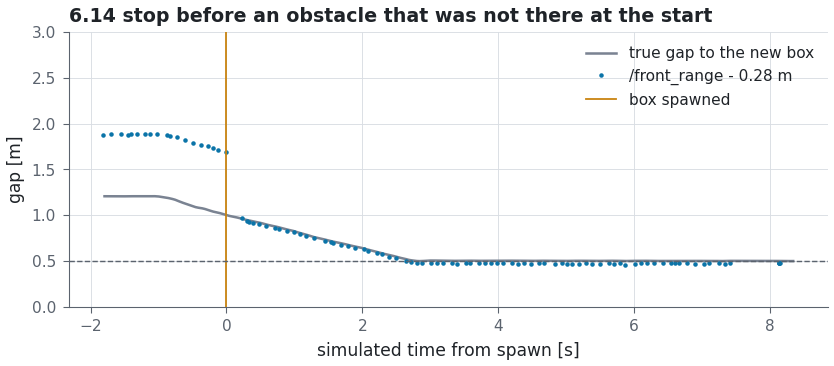 6.14 stop before an obstacle that was not there at the start
gap [m]
3.0
2.5
2.0
1.5
1.0
0.5
0.0
true gap to the new box
/front_range - 0.28 m
box spawned
−2
0
2
4
6
8
simulated time from spawn [s]